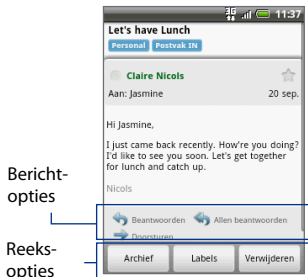 3G 11:37
Let's have Lunch
Personal Postvak IN
Claire Nicols
Aan: Jasmine 20 sep.
Hi Jasmine,
I just came back recently. How're you doing?
I'd like to see you soon. Let's get together
for lunch and catch up.
Nicols
Bericht-
opties
Beantwoorden Allen beantwoorden
Doorsturen
Reeks-
opties
Archief Labels Verwijderen